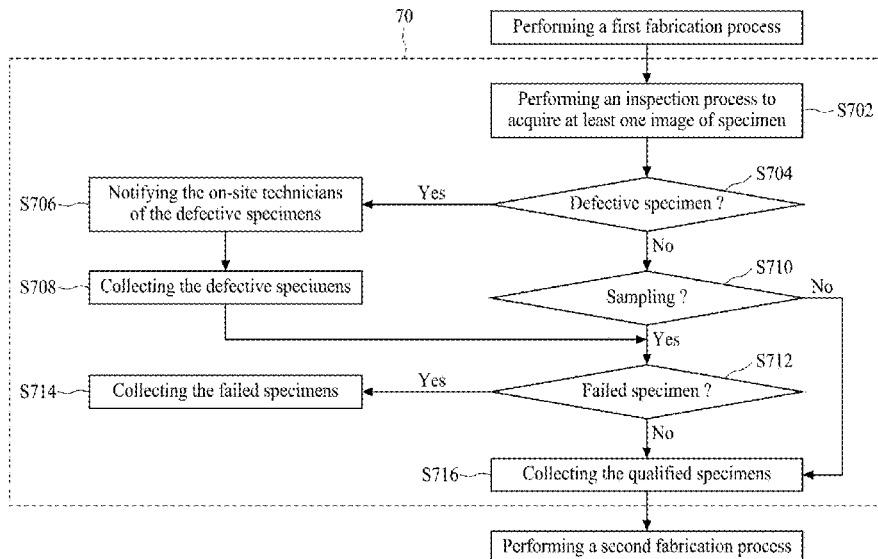 70
Performing a first fabrication process
Performing an inspection process to
acquire at least one image of specimen
S702
S704
Defective specimen ?
Yes
No
S706
Notifying the on-site technicians
of the defective specimens
S708
Collecting the defective specimens
S710
Sampling ?
No
Yes
S712
Failed specimen ?
Yes
No
S714
Collecting the failed specimens
S716
Collecting the qualified specimens
Performing a second fabrication process